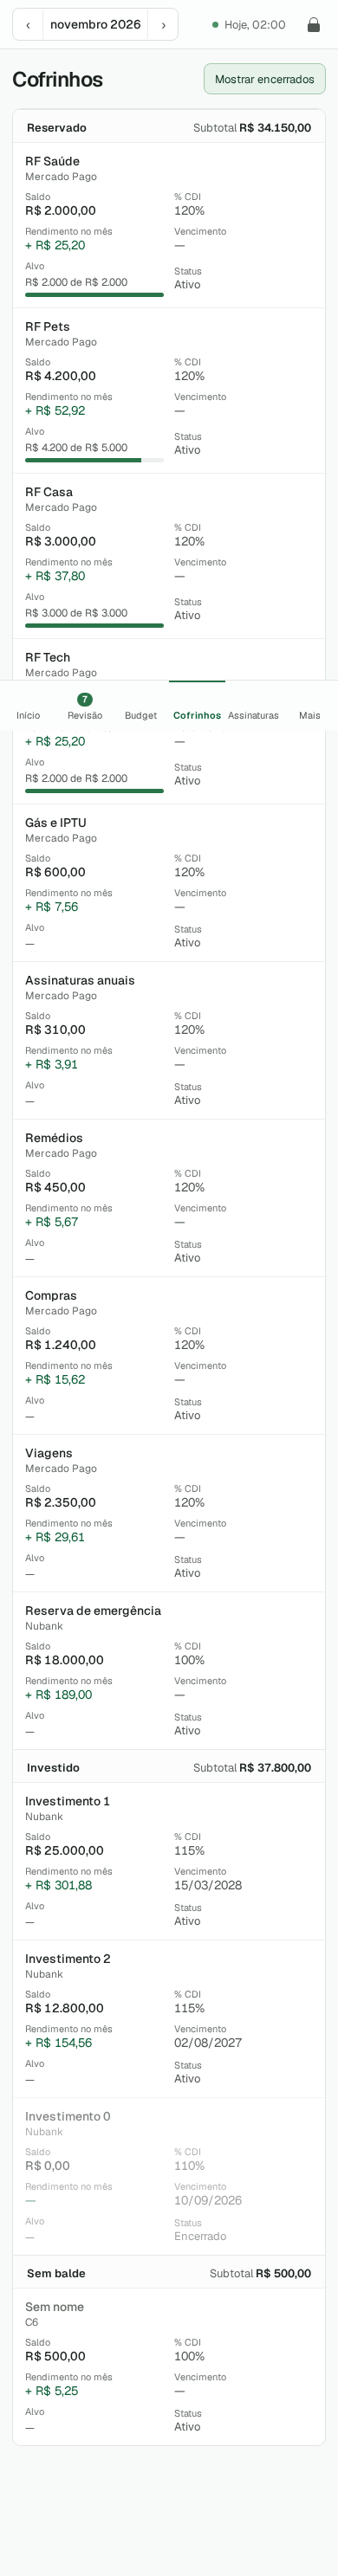 ‹ novembro 2026 ›
Hoje, 02:00
Cofrinhos
Mostrar encerrados
Reservado
Subtotal R$ 34.150,00
RF Saúde
Mercado Pago
Saldo
% CDI
R$ 2.000,00
120%
Rendimento no mês
Vencimento
+ R$ 25,20
—
Alvo
Status
R$ 2.000 de R$ 2.000
Ativo
RF Pets
Mercado Pago
Saldo
% CDI
R$ 4.200,00
120%
Rendimento no mês
Vencimento
+ R$ 52,92
—
Alvo
Status
R$ 4.200 de R$ 5.000
Ativo
RF Casa
Mercado Pago
Saldo
% CDI
R$ 3.000,00
120%
Rendimento no mês
Vencimento
+ R$ 37,80
—
Alvo
Status
R$ 3.000 de R$ 3.000
Ativo
RF Tech
Mercado Pago
7
Início
Revisão
Budget
Cofrinhos
Assinaturas
Mais
+ R$ 25,20
—
Alvo
Status
R$ 2.000 de R$ 2.000
Ativo
Gás e IPTU
Mercado Pago
Saldo
% CDI
R$ 600,00
120%
Rendimento no mês
Vencimento
+ R$ 7,56
—
Alvo
Status
—
Ativo
Assinaturas anuais
Mercado Pago
Saldo
% CDI
R$ 310,00
120%
Rendimento no mês
Vencimento
+ R$ 3,91
—
Alvo
Status
—
Ativo
Remédios
Mercado Pago
Saldo
% CDI
R$ 450,00
120%
Rendimento no mês
Vencimento
+ R$ 5,67
—
Alvo
Status
—
Ativo
Compras
Mercado Pago
Saldo
% CDI
R$ 1.240,00
120%
Rendimento no mês
Vencimento
+ R$ 15,62
—
Alvo
Status
—
Ativo
Viagens
Mercado Pago
Saldo
% CDI
R$ 2.350,00
120%
Rendimento no mês
Vencimento
+ R$ 29,61
—
Alvo
Status
—
Ativo
Reserva de emergência
Nubank
Saldo
% CDI
R$ 18.000,00
100%
Rendimento no mês
Vencimento
+ R$ 189,00
—
Alvo
Status
—
Ativo
Investido
Subtotal R$ 37.800,00
Investimento 1
Nubank
Saldo
% CDI
R$ 25.000,00
115%
Rendimento no mês
Vencimento
+ R$ 301,88
15/03/2028
Alvo
Status
—
Ativo
Investimento 2
Nubank
Saldo
% CDI
R$ 12.800,00
115%
Rendimento no mês
Vencimento
+ R$ 154,56
02/08/2027
Alvo
Status
—
Ativo
Investimento 0
Nubank
Saldo
% CDI
R$ 0,00
110%
Rendimento no mês
Vencimento
—
10/09/2026
Alvo
Status
—
Encerrado
Sem balde
Subtotal R$ 500,00
Sem nome
C6
Saldo
% CDI
R$ 500,00
100%
Rendimento no mês
Vencimento
+ R$ 5,25
—
Alvo
Status
—
Ativo